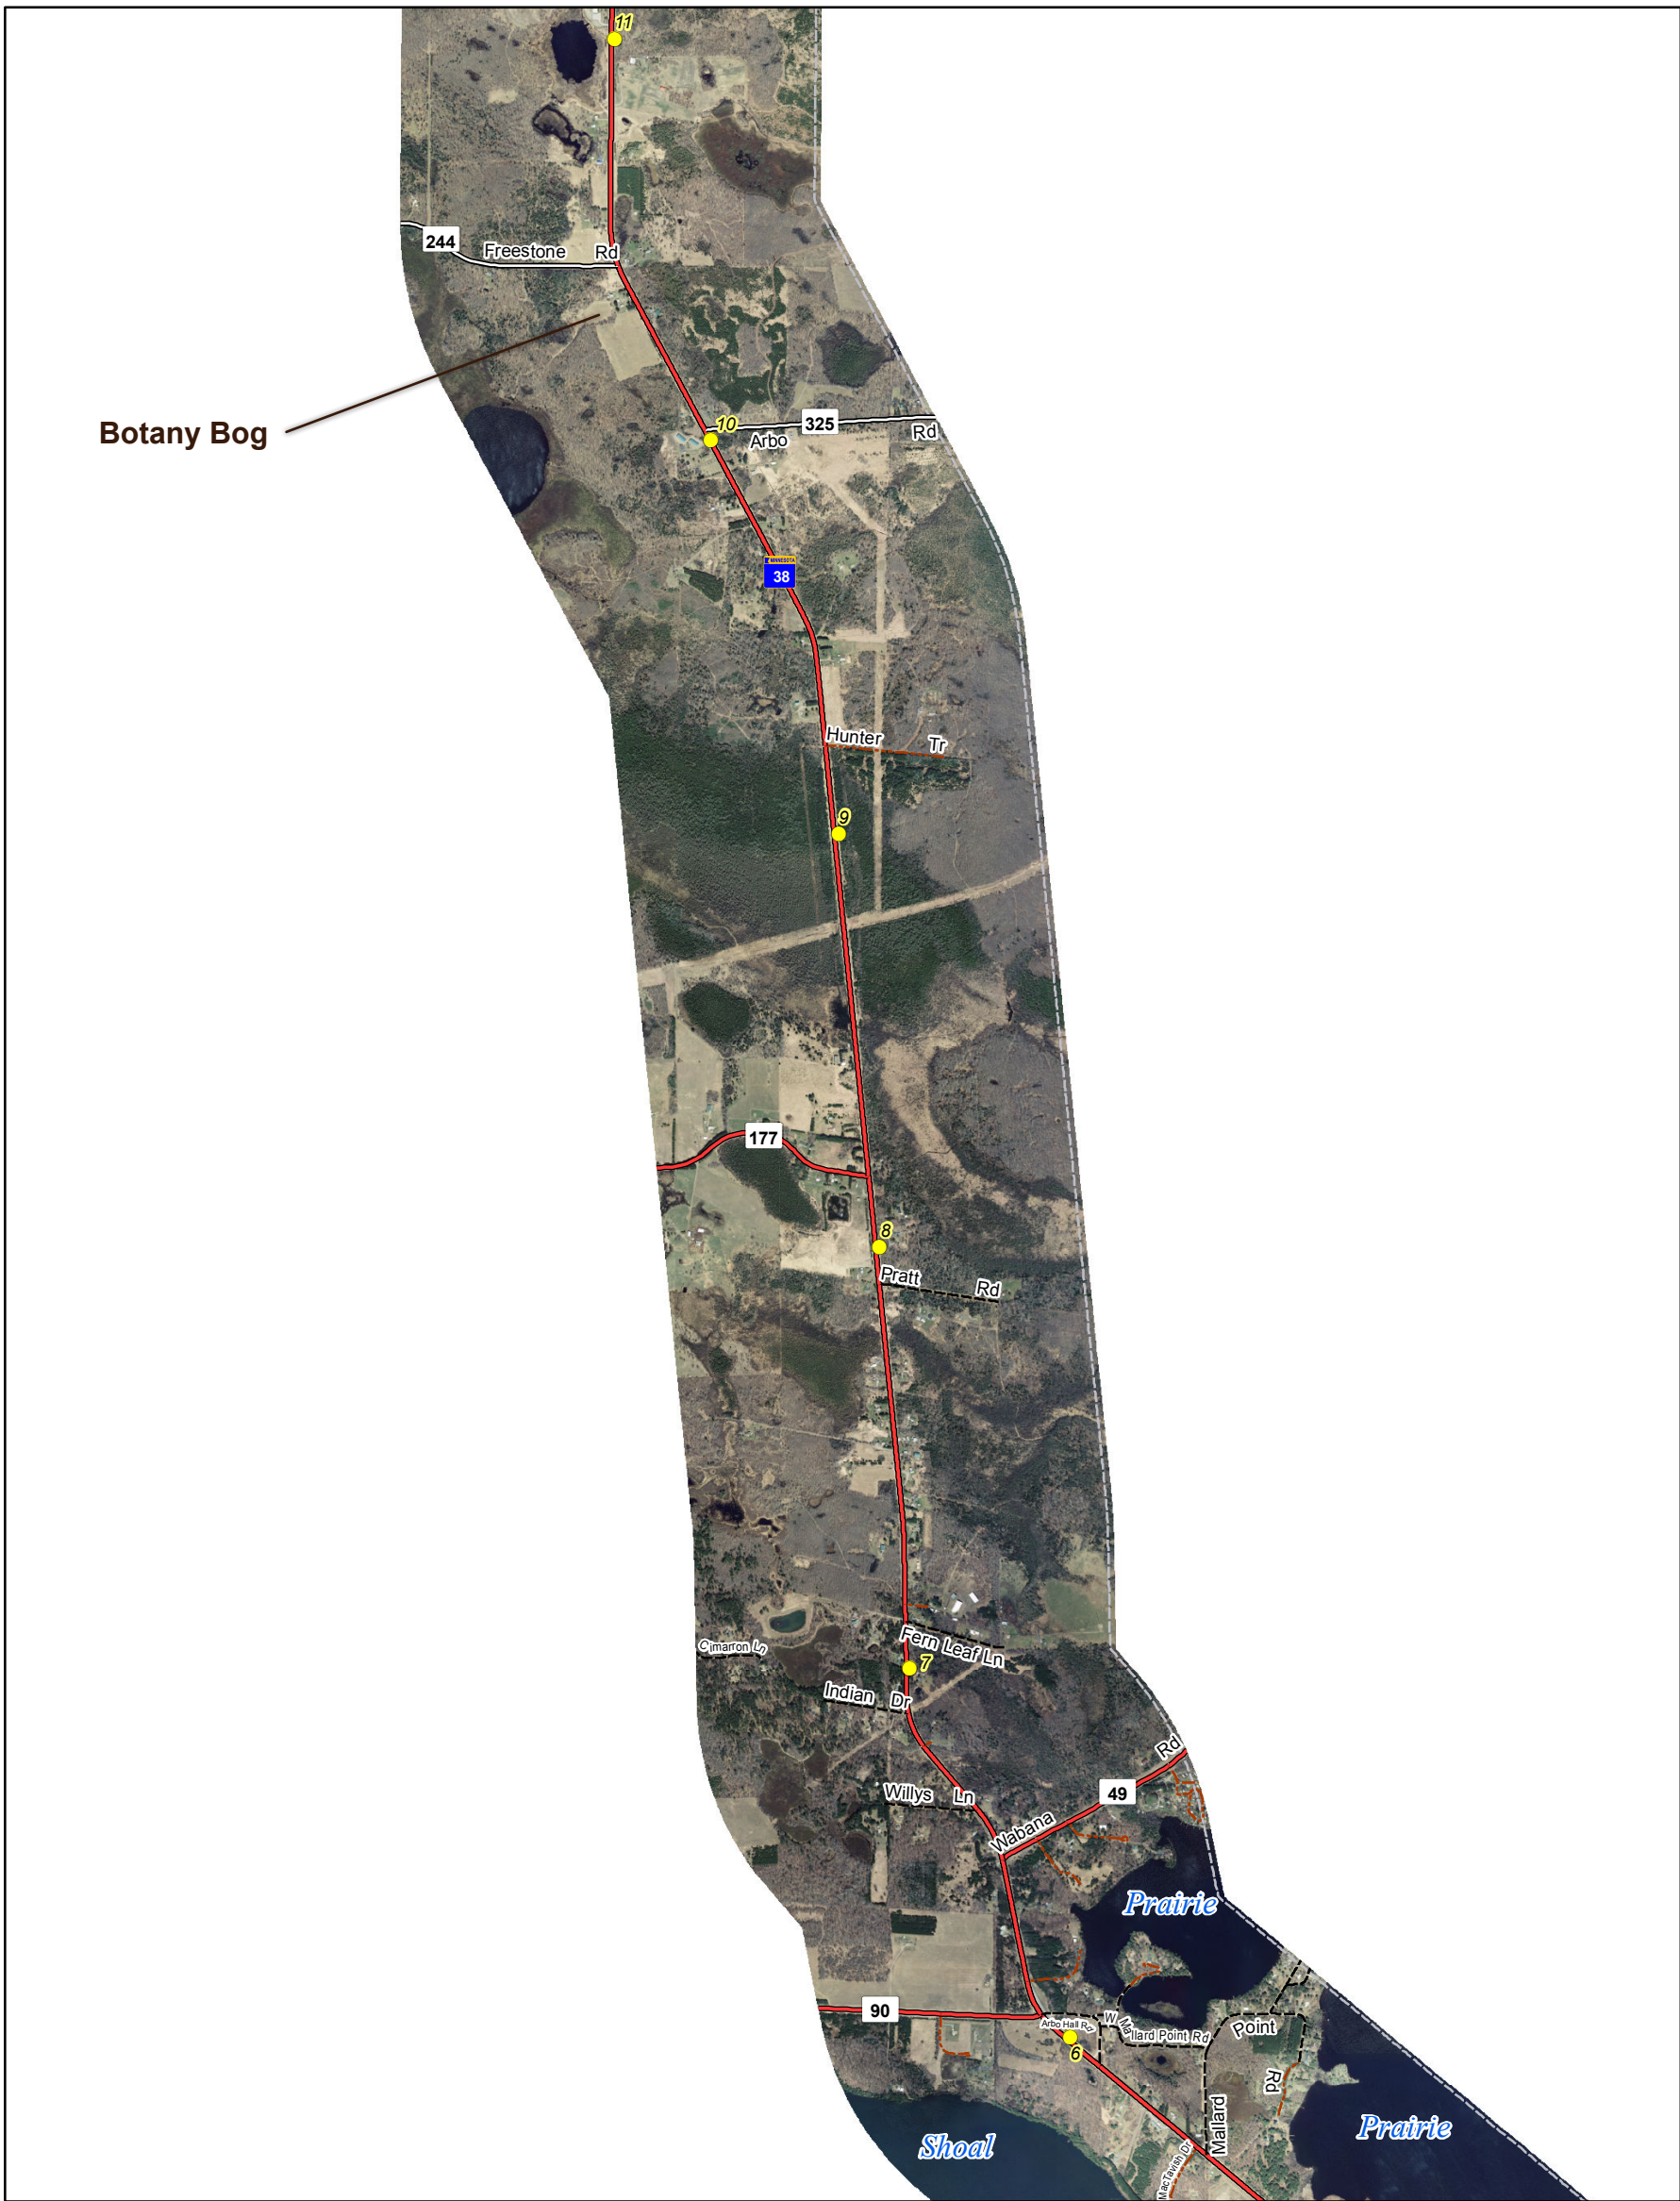 11
244
Freestone Rd
Botany Bog
10
325
Arbo Rd
MINNESOTA
38
Hunter Tr
9
177
8
Pratt Rd
Cimarron Ln
Fern Leaf Ln
7
Indian Dr
Rd
49
Willys Ln
Wabana
Prairie
90
Arbo Hall Rd
W Mallard Point Rd
Point
6
Rd
Mallard
Prairie
Shoal
MacTavish Dr